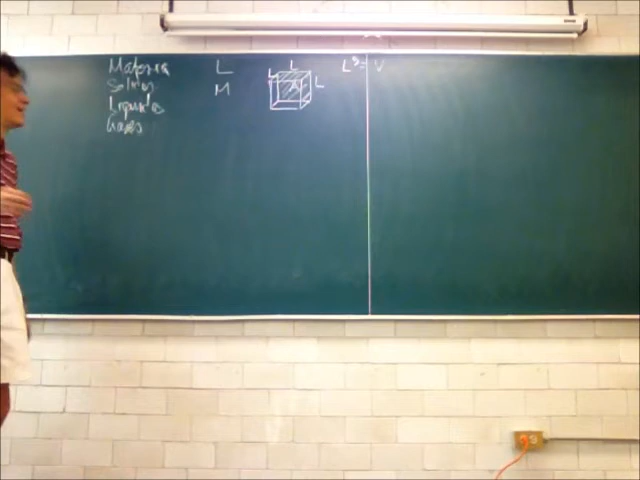 Materia L L L³ = V
Solidos M L A L
Liquidos
Gases